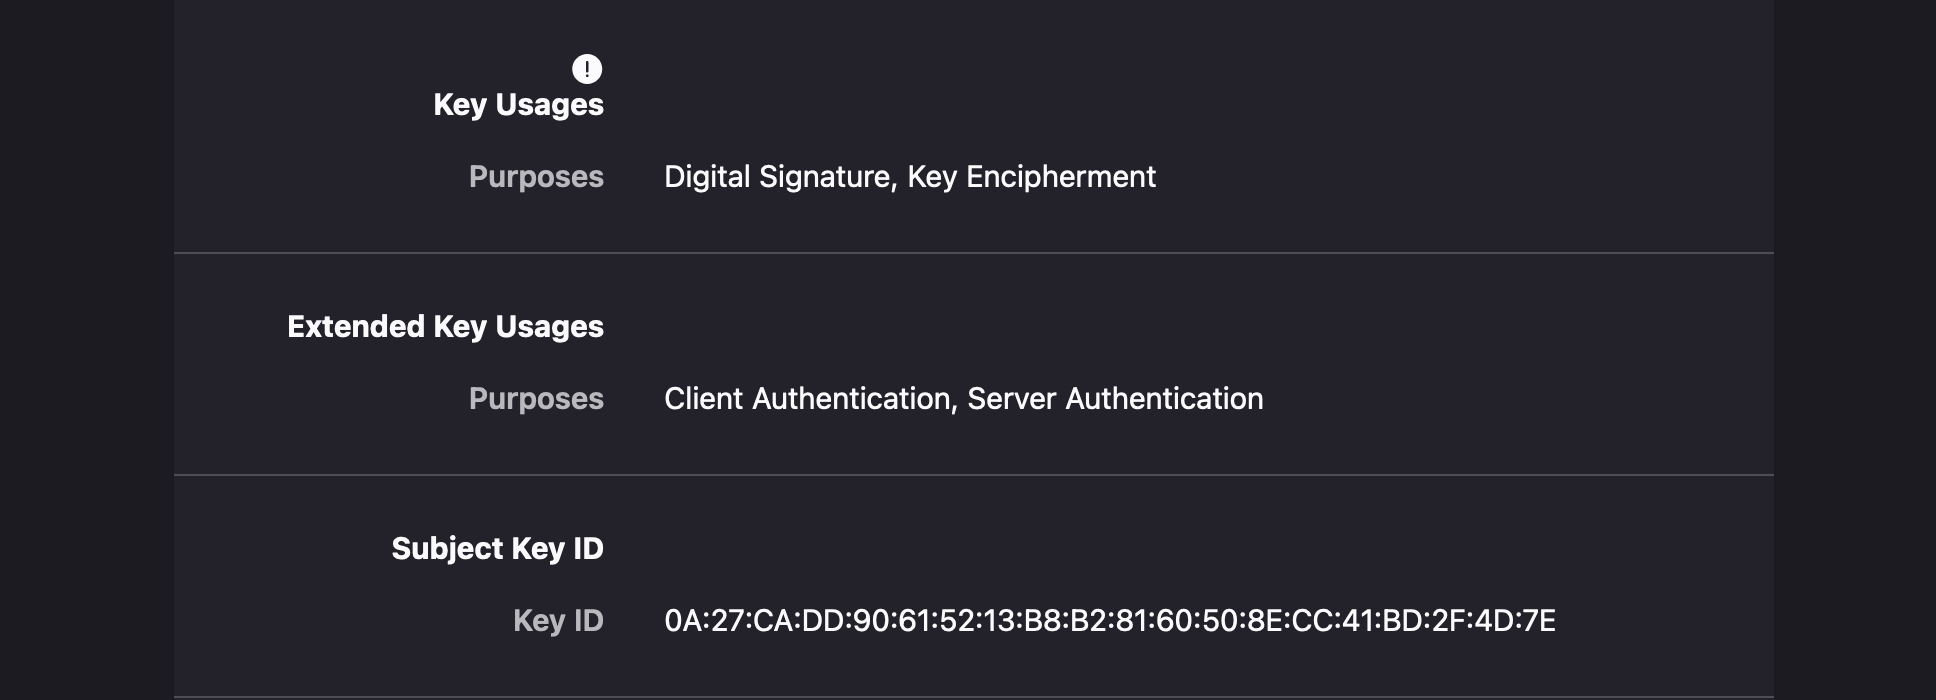 !
Key Usages
Purposes Digital Signature, Key Encipherment
Extended Key Usages
Purposes Client Authentication, Server Authentication
Subject Key ID
Key ID 0A:27:CA:DD:90:61:52:13:B8:B2:81:60:50:8E:CC:41:BD:2F:4D:7E